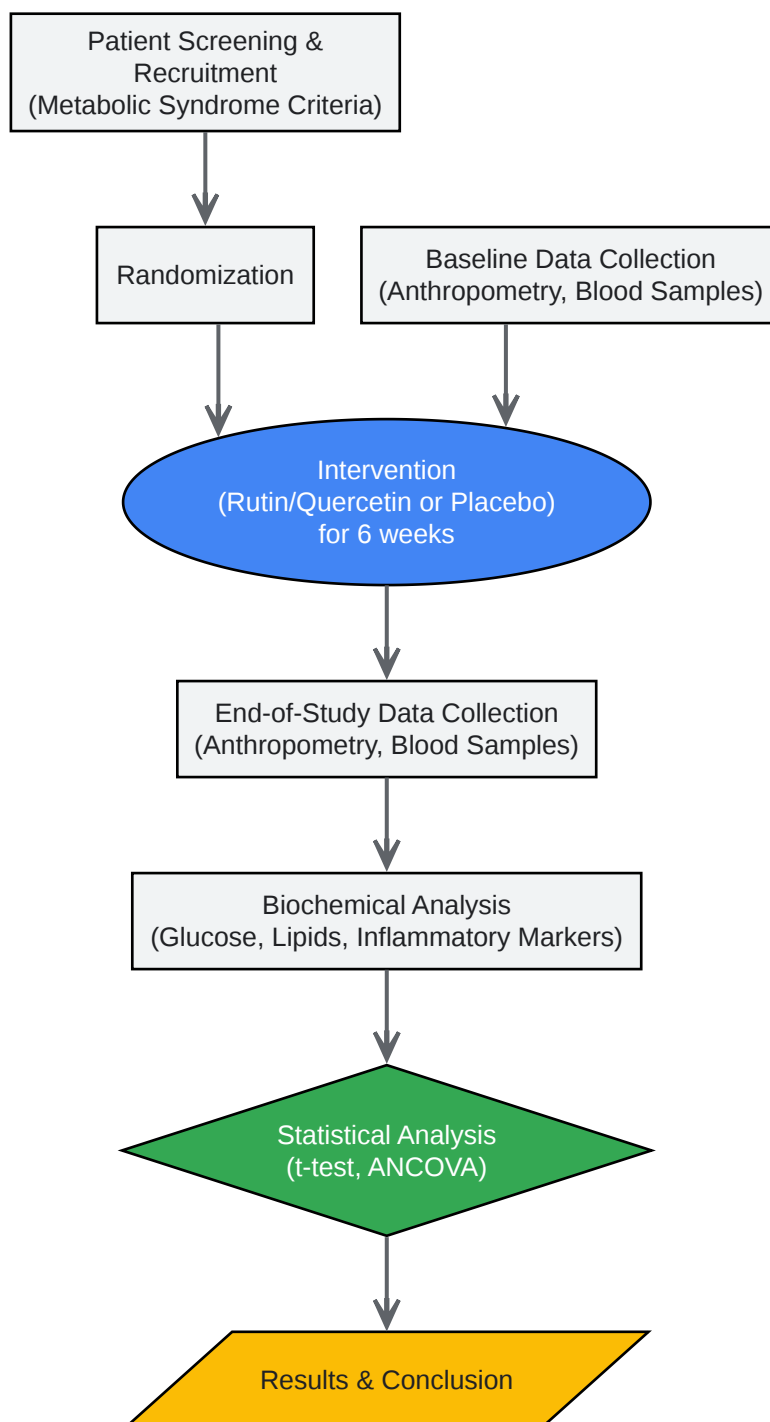 Patient Screening &
Recruitment
(Metabolic Syndrome Criteria)
Randomization
Baseline Data Collection
(Anthropometry, Blood Samples)
Intervention
(Rutin/Quercetin or Placebo)
for 6 weeks
End-of-Study Data Collection
(Anthropometry, Blood Samples)
Biochemical Analysis
(Glucose, Lipids, Inflammatory Markers)
Statistical Analysis
(t-test, ANCOVA)
Results & Conclusion